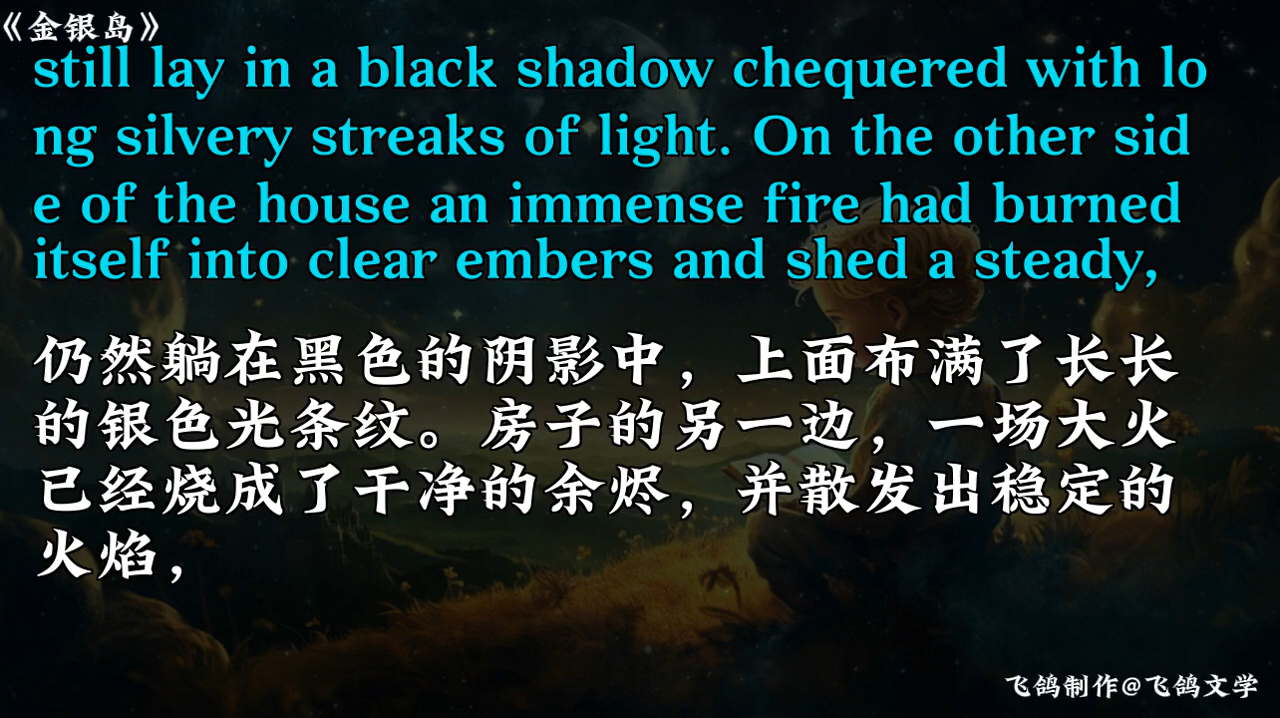 《金银岛》
still lay in a black shadow chequered with lo
ng silvery streaks of light. On the other sid
e of the house an immense fire had burned
itself into clear embers and shed a steady,
仍然躺在黑色的阴影中，上面布满了长长
的银色光条纹。房子的另一边，一场大火
已经烧成了干净的余烬，并散发出稳定的
火焰，
飞鸽制作@飞鸽文学